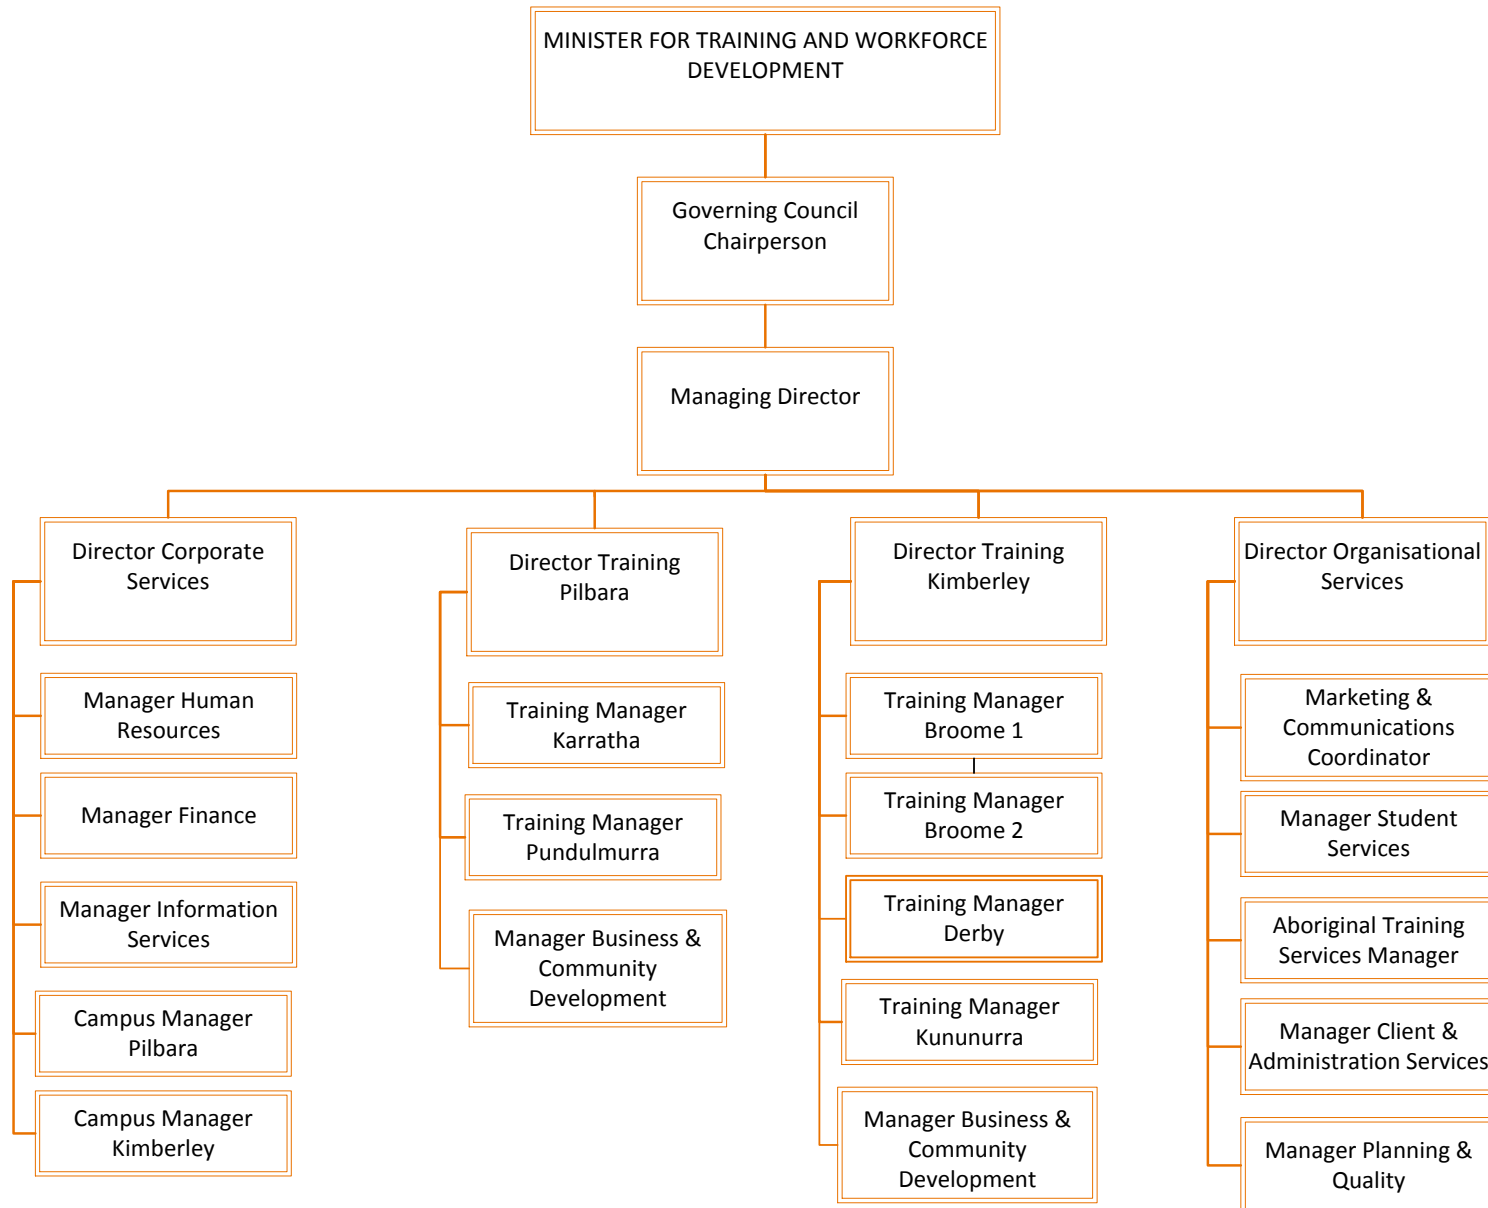 MINISTER FOR TRAINING AND WORKFORCE
DEVELOPMENT
Governing Council
Chairperson
Managing Director
Director Corporate
Services
Manager Human
Resources
Manager Finance
Manager Information
Services
Campus Manager
Pilbara
Campus Manager
Kimberley
Director Training
Pilbara
Training Manager
Karratha
Training Manager
Pundulmurra
Manager Business &
Community
Development
Director Training
Kimberley
Training Manager
Broome 1
Training Manager
Broome 2
Training Manager
Derby
Training Manager
Kununurra
Manager Business &
Community
Development
Director Organisational
Services
Marketing &
Communications
Coordinator
Manager Student
Services
Aboriginal Training
Services Manager
Manager Client &
Administration Services
Manager Planning &
Quality